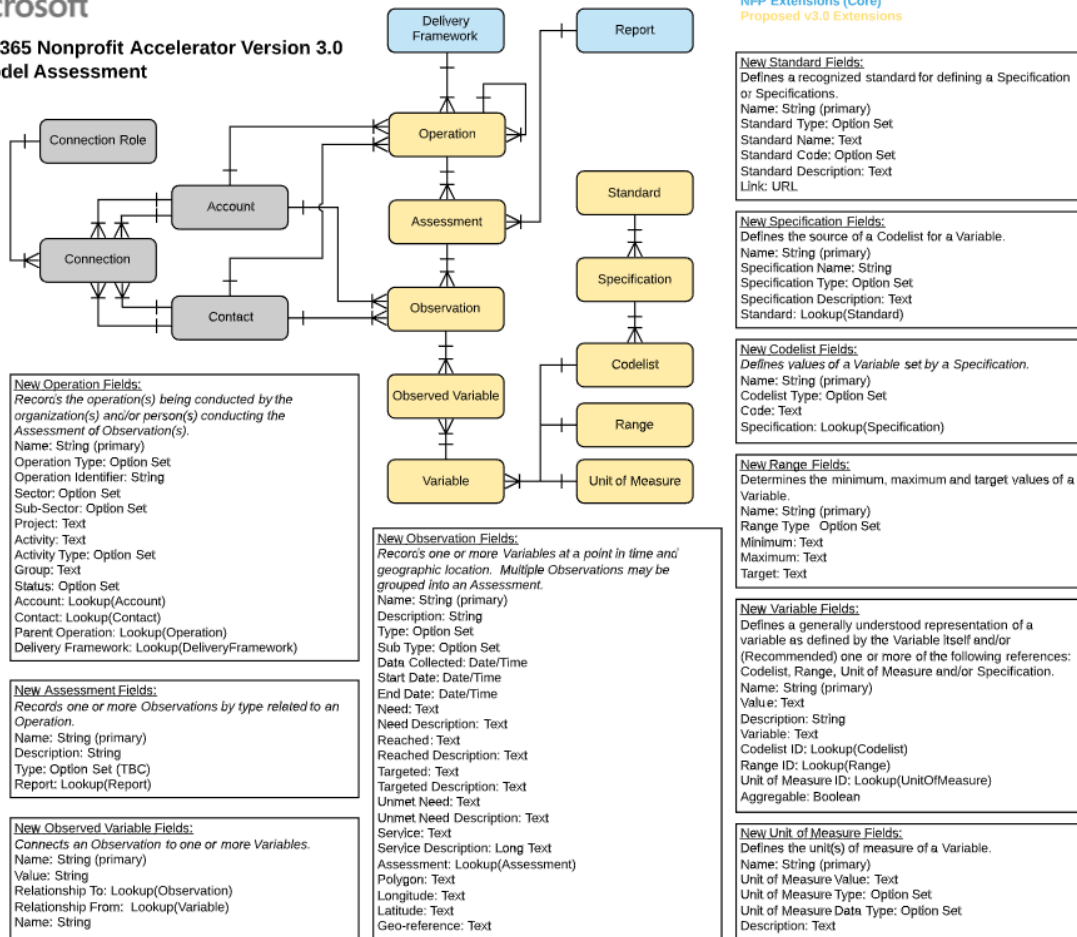 365 Nonprofit Accelerator Version 3.0
Assessment
NFP Extensions (Core)
Proposed v3.0 Extensions
Delivery
Framework
Report
Operation
Connection Role
Account
Connection
Contact
Assessment
Observation
Observed Variable
Variable
Standard
Specification
Codelist
Range
Unit of Measure
New Operation Fields:
Records the operation(s) being conducted by the
organization(s) and/or person(s) conducting the
Assessment of Observation(s).
Name: String (primary)
Operation Type: Option Set
Operation Identifier: String
Sector: Option Set
Sub-Sector: Option Set
Project: Text
Activity: Text
Activity Type: Option Set
Group: Text
Status: Option Set
Account: Lookup(Account)
Contact: Lookup(Contact)
Parent Operation: Lookup(Operation)
Delivery Framework: Lookup(DeliveryFramework)
New Assessment Fields:
Records one or more Observations by type related to an
Operation.
Name: String (primary)
Description: String
Type: Option Set (TBC)
Report: Lookup(Report)
New Observed Variable Fields:
Connects an Observation to one or more Variables.
Name: String (primary)
Value: String
Relationship To: Lookup(Observation)
Relationship From: Lookup(Variable)
Name: String
New Observation Fields:
Records one or more Variables at a point in time and
geographic location. Multiple Observations may be
grouped into an Assessment.
Name: String (primary)
Description: String
Type: Option Set
Sub Type: Option Set
Data Collected: Date/Time
Start Date: Date/Time
End Date: Date/Time
Need: Text
Need Description: Text
Reached: Text
Reached Description: Text
Targeted: Text
Targeted Description: Text
Unmet Need: Text
Unmet Need Description: Text
Service: Text
Service Description: Long Text
Assessment: Lookup(Assessment)
Polygon: Text
Longitude: Text
Latitude: Text
Geo-reference: Text
New Standard Fields:
Defines a recognized standard for defining a Specification
or Specifications.
Name: String (primary)
Standard Type: Option Set
Standard Name: Text
Standard Code: Option Set
Standard Description: Text
Link: URL
New Specification Fields:
Defines the source of a Codelist for a Variable.
Name: String (primary)
Specification Name: String
Specification Type: Option Set
Specification Description: Text
Standard: Lookup(Standard)
New Codelist Fields:
Defines values of a Variable set by a Specification.
Name: String (primary)
Codelist Type: Option Set
Code: Text
Specification: Lookup(Specification)
New Range Fields:
Determines the minimum, maximum and target values of a
Variable.
Name: String (primary)
Range Type Option Set
Minimum: Text
Maximum: Text
Target: Text
New Variable Fields:
Defines a generally understood representation of a
variable as defined by the Variable itself and/or
(Recommended) one or more of the following references:
Codelist, Range, Unit of Measure and/or Specification.
Name: String (primary)
Value: Text
Description: String
Variable: Text
Codelist ID: Lookup(Codelist)
Range ID: Lookup(Range)
Unit of Measure ID: Lookup(UnitOfMeasure)
Aggregable: Boolean
New Unit of Measure Fields:
Defines the unit(s) of measure of a Variable.
Name: String (primary)
Unit of Measure Value: Text
Unit of Measure Type: Option Set
Unit of Measure Data Type: Option Set
Description: Text